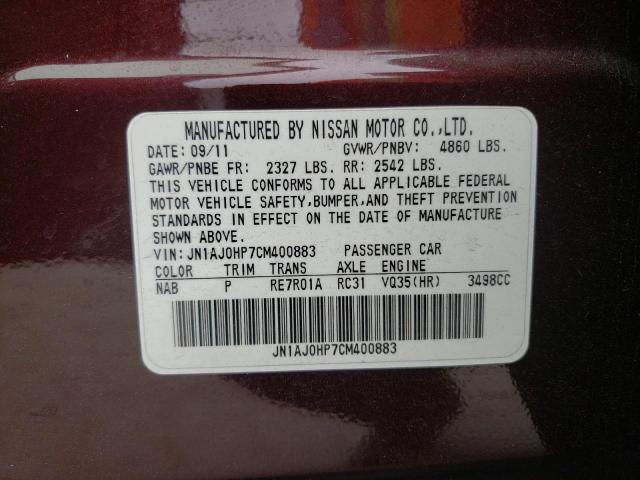 MANUFACTURED BY NISSAN MOTOR CO.,LTD.
DATE: 09/11 GVWR/PNBV: 4860 LBS.
GAWR/PNBE FR: 2327 LBS. RR: 2542 LBS.
THIS VEHICLE CONFORMS TO ALL APPLICABLE FEDERAL
MOTOR VEHICLE SAFETY,BUMPER,AND THEFT PREVENTION
STANDARDS IN EFFECT ON THE DATE OF MANUFACTURE
SHOWN ABOVE.
VIN: JN1AJ0HP7CM400883 PASSENGER CAR
COLOR TRIM TRANS AXLE ENGINE
NAB P RE7R01A RC31 VQ35(HR) 3498CC
JN1AJ0HP7CM400883